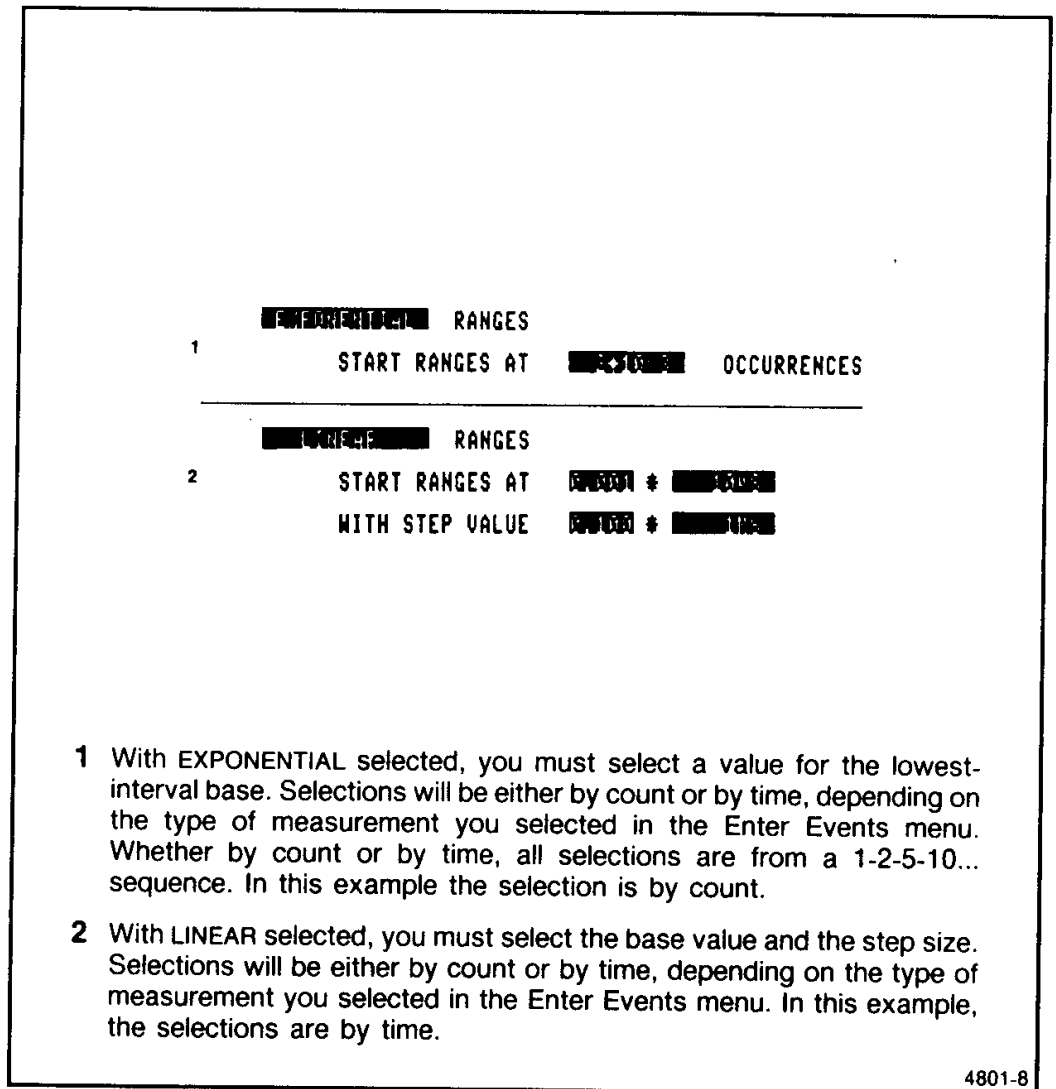 RANGES
1
START RANGES AT OCCURRENCES
RANGES
2
START RANGES AT *
WITH STEP VALUE *
1 With EXPONENTIAL selected, you must select a value for the lowest-
interval base. Selections will be either by count or by time, depending on
the type of measurement you selected in the Enter Events menu.
Whether by count or by time, all selections are from a 1-2-5-10...
sequence. In this example the selection is by count.
2 With LINEAR selected, you must select the base value and the step size.
Selections will be either by count or by time, depending on the type of
measurement you selected in the Enter Events menu. In this example,
the selections are by time.
4801-8